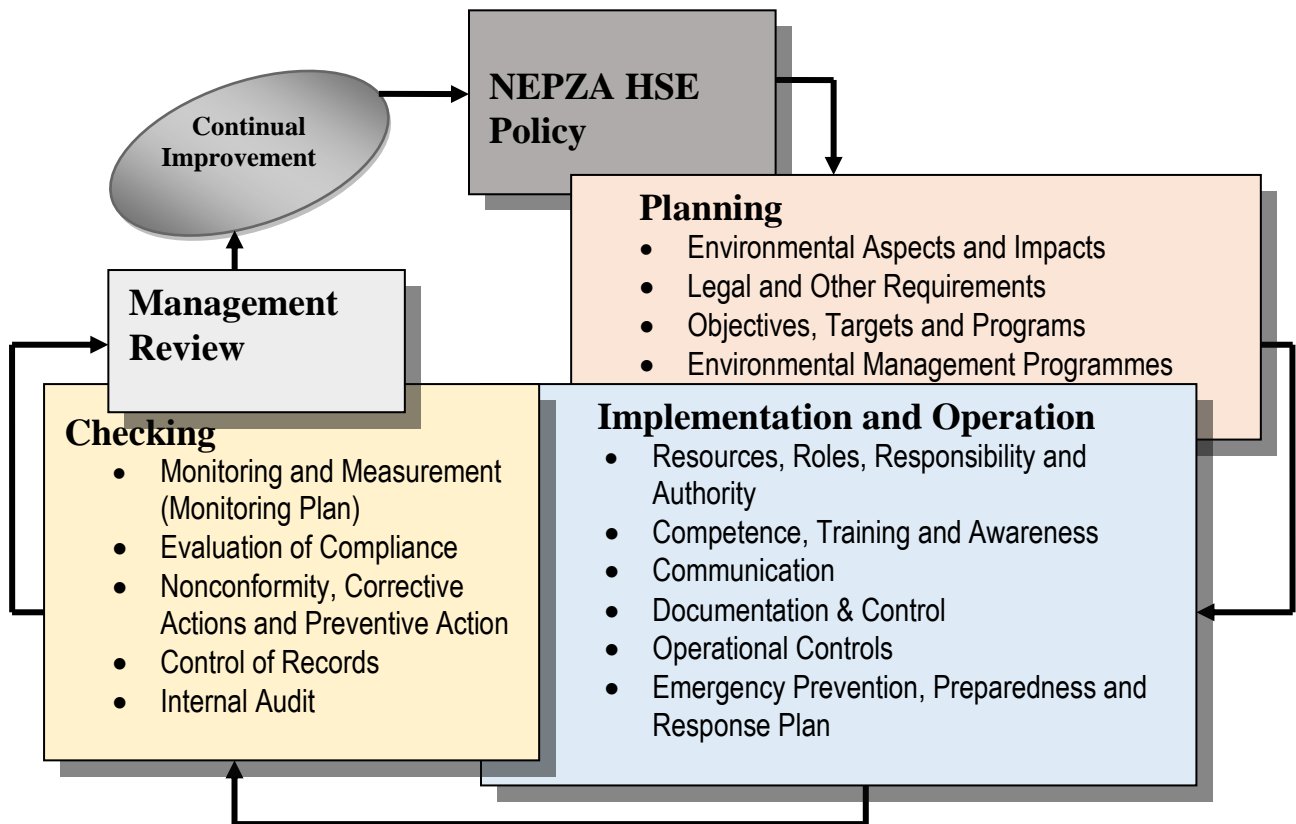 Continual
Improvement
NEPZA HSE
Policy
Planning
• Environmental Aspects and Impacts
• Legal and Other Requirements
• Objectives, Targets and Programs
• Environmental Management Programmes
Management
Review
Checking
• Monitoring and Measurement
(Monitoring Plan)
• Evaluation of Compliance
• Nonconformity, Corrective
Actions and Preventive Action
• Control of Records
• Internal Audit
Implementation and Operation
• Resources, Roles, Responsibility and
Authority
• Competence, Training and Awareness
• Communication
• Documentation & Control
• Operational Controls
• Emergency Prevention, Preparedness and
Response Plan